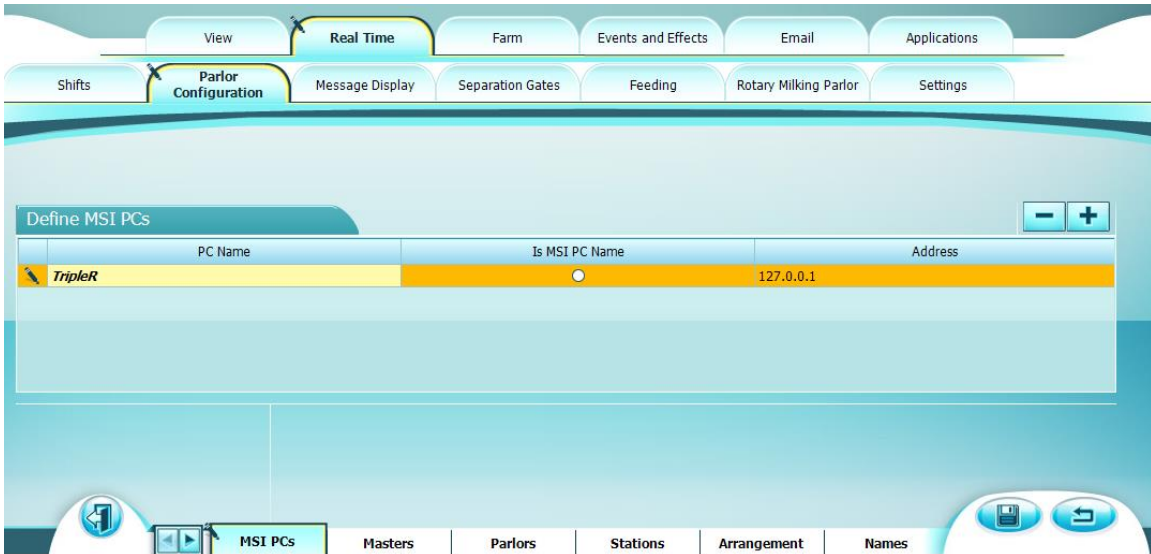 View Real Time Farm Events and Effects Email Applications
Shifts Parlor Configuration Message Display Separation Gates Feeding Rotary Milking Parlor Settings
Define MSI PCs
PC Name Is MSI PC Name Address
TripleR 127.0.0.1
MSI PCs Masters Parlors Stations Arrangement Names